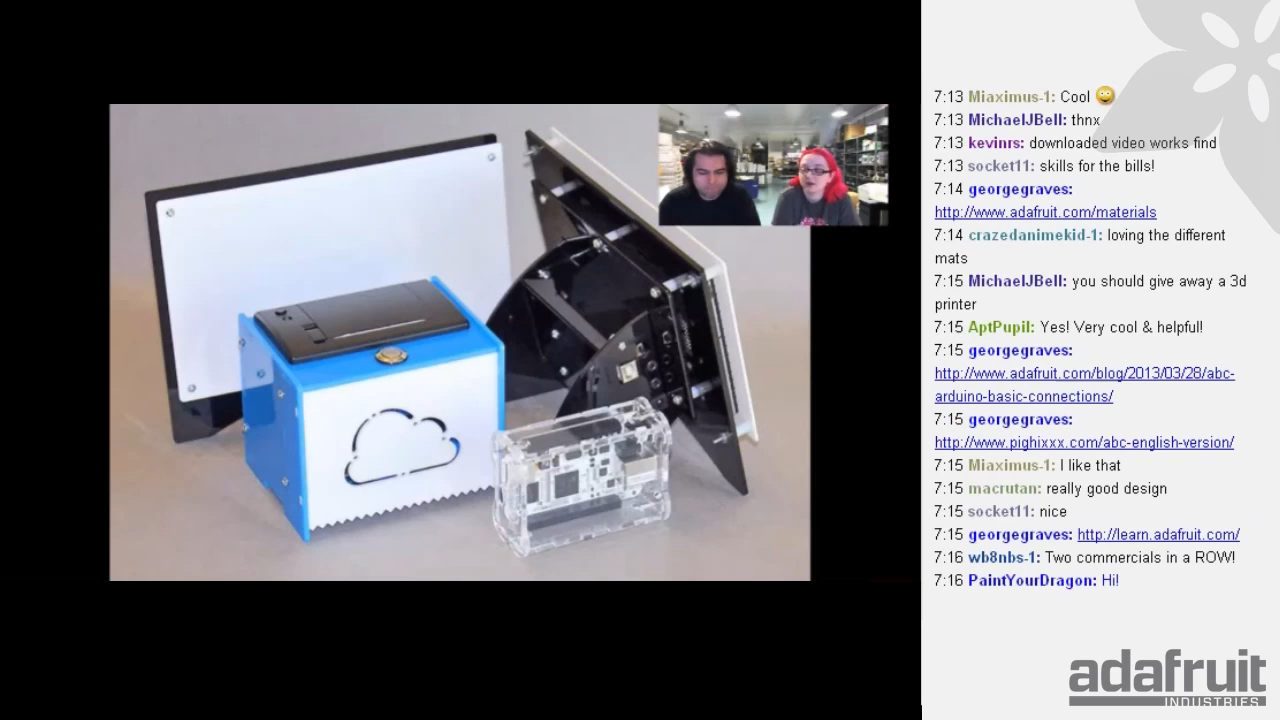 7:13 Miaximus-1: Cool
7:13 MichaelJBell: thnx
7:13 kevinrs: downloaded video works find
7:13 socket11: skills for the bills!
7:14 georgegraves:
http://www.adafruit.com/materials
7:14 crazedanimekid-1: loving the different
mats
7:15 MichaelJBell: you should give away a 3d
printer
7:15 AptPupil: Yes! Very cool & helpful!
7:15 georgegraves:
http://www.adafruit.com/blog/2013/03/28/abc-
arduino-basic-connections/
7:15 georgegraves:
http://www.pighixxx.com/abc-english-version/
7:15 Miaximus-1: I like that
7:15 macrutan: really good design
7:15 socket11: nice
7:15 georgegraves: http://learn.adafruit.com/
7:16 wb8nbs-1: Two commercials in a ROW!
7:16 PaintYourDragon: Hi!
adafruit
INDUSTRIES